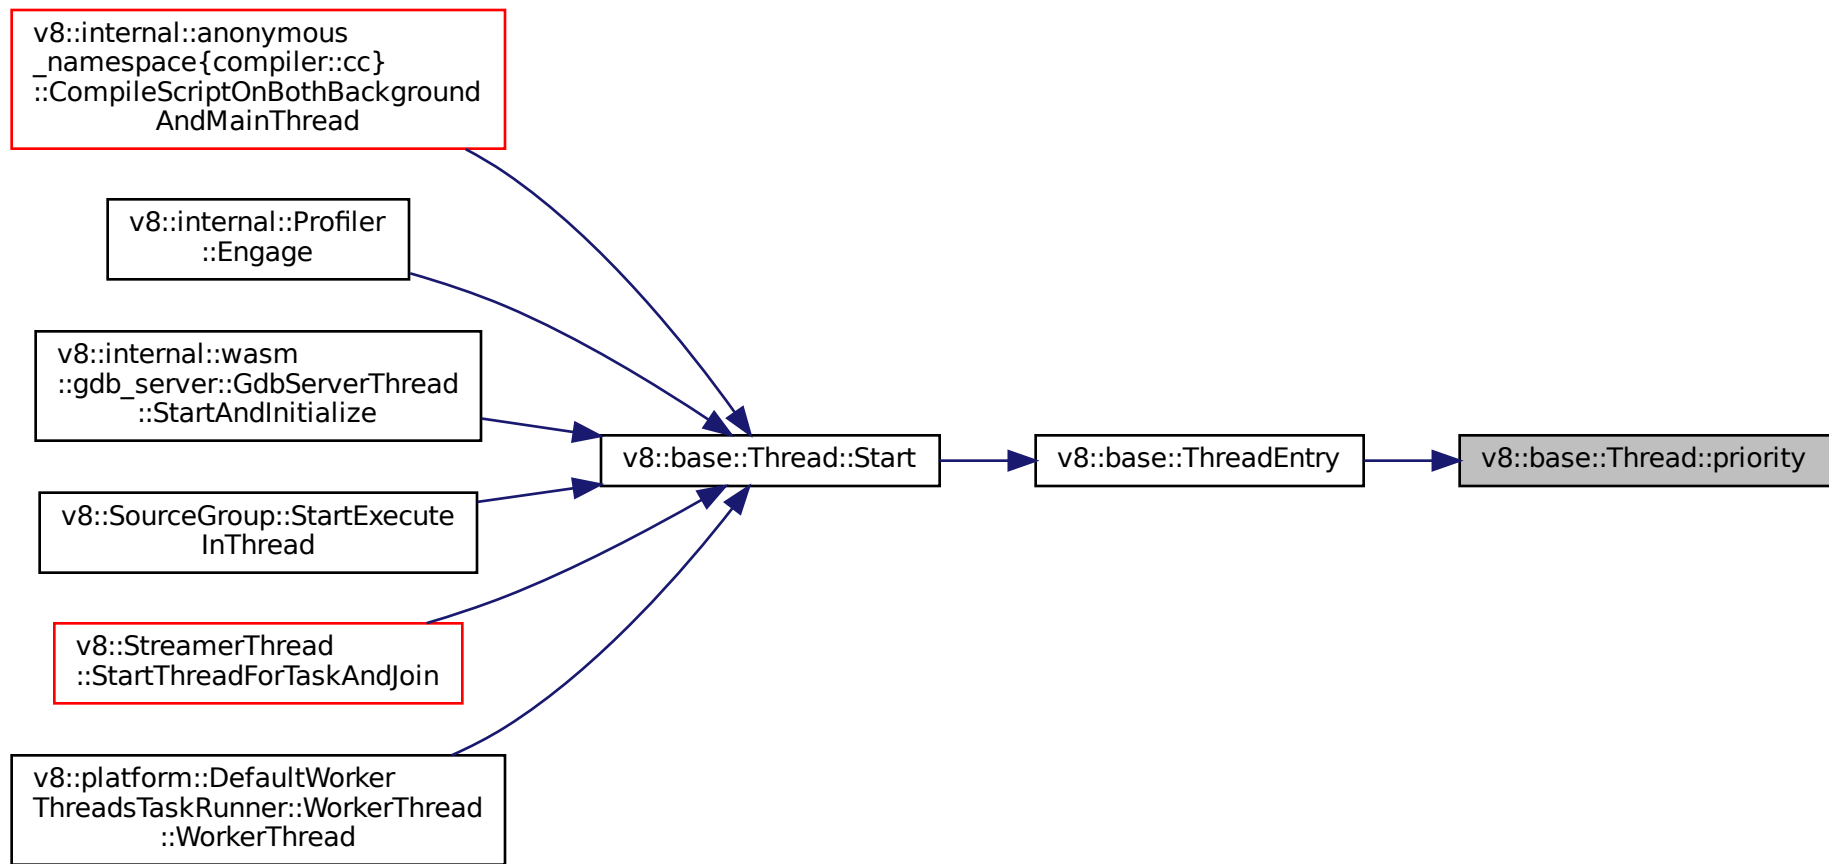 v8::internal::anonymous
_namespace{compiler::cc}
::CompileScriptOnBothBackground
AndMainThread
v8::internal::Profiler
::Engage
v8::internal::wasm
::gdb_server::GdbServerThread
::StartAndInitialize
v8::SourceGroup::StartExecute
InThread
v8::StreamerThread
::StartThreadForTaskAndJoin
v8::platform::DefaultWorker
ThreadsTaskRunner::WorkerThread
::WorkerThread
v8::base::Thread::Start
v8::base::ThreadEntry
v8::base::Thread::priority